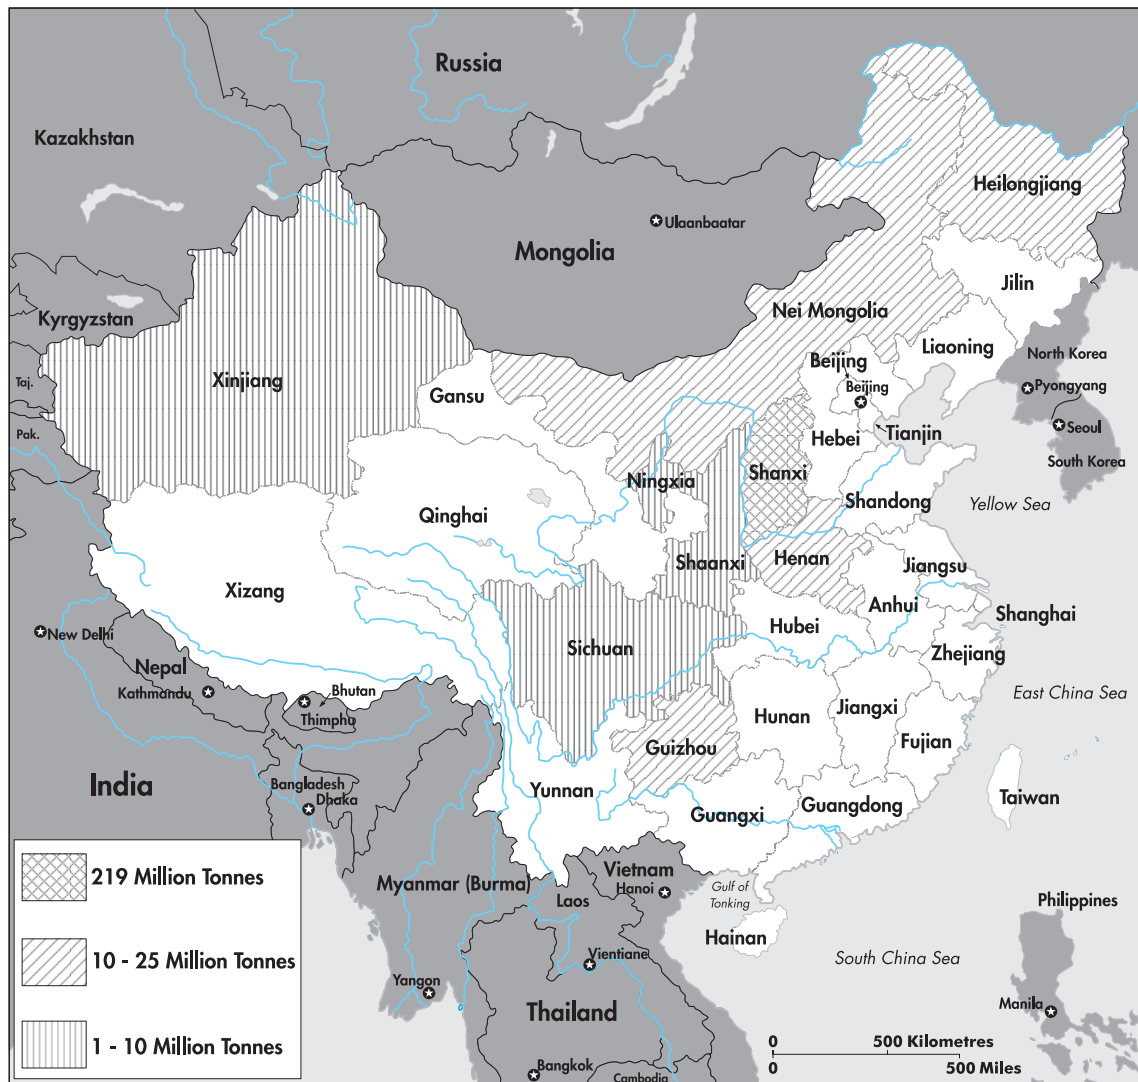 Russia
Kazakhstan
Heilongjiang
Ulaanbaatar
Mongolia
Jilin
Nei Mongolia
Kyrgyzstan
Liaoning
North Korea
Beijing
Xinjiang
Taj.
Beijing
Pyongyang
Gansu
Seoul
Pak.
Hebei
Tianjin
South Korea
Ningxia
Shanxi
Shandong
Yellow Sea
Qinghai
Shaanxi
Henan
Jiangsu
Xizang
Anhui
Shanghai
New Delhi
Hubei
Sichuan
Zhejiang
Nepal
Kathmandu
Bhutan
East China Sea
Thimphu
Hunan
Jiangxi
Guizhou
Fujian
India
Bangladesh
Dhaka
Yunnan
Guangxi
Guangdong
Taiwan
219 Million Tonnes
Myanmar (Burma)
Vietnam
Hanoi
Laos
Gulf of
Tonking
Philippines
Hainan
10 - 25 Million Tonnes
Vientiane
South China Sea
Yangon
Thailand
Manila
1 - 10 Million Tonnes
0 500 Kilometres
0 500 Miles
Bangkok
Cambodia